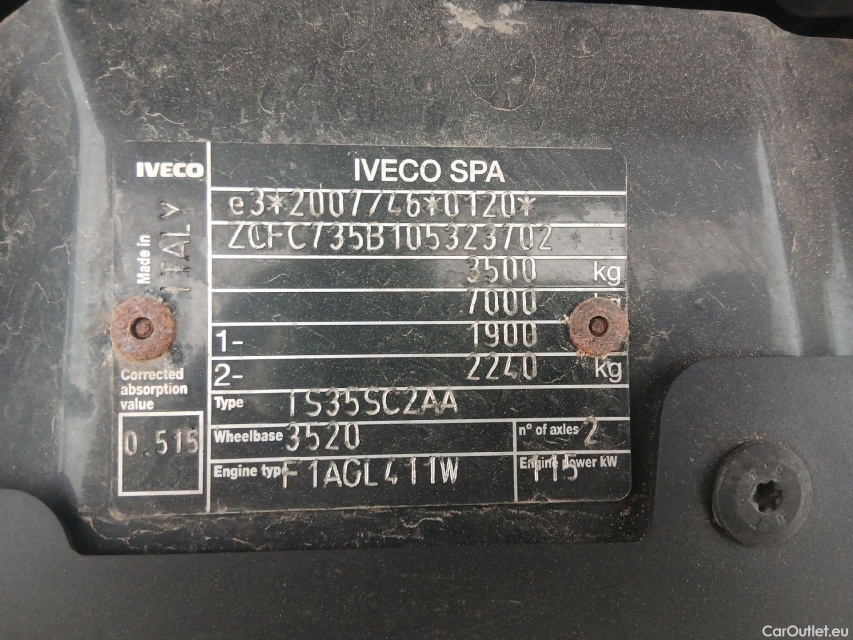 IVECO
IVECO SPA
Made in
ITALY
e3*2007/46*0120*
ZCFC735B105323702
3500 kg
7000
1- 1900
2- 2240 kg
Corrected
absorption
value
0.515
Type TS35SC2AA
Wheelbase 3520
n° of axles 2
Engine type F1AGL411W
Engine power kW 115
CarOutlet.eu